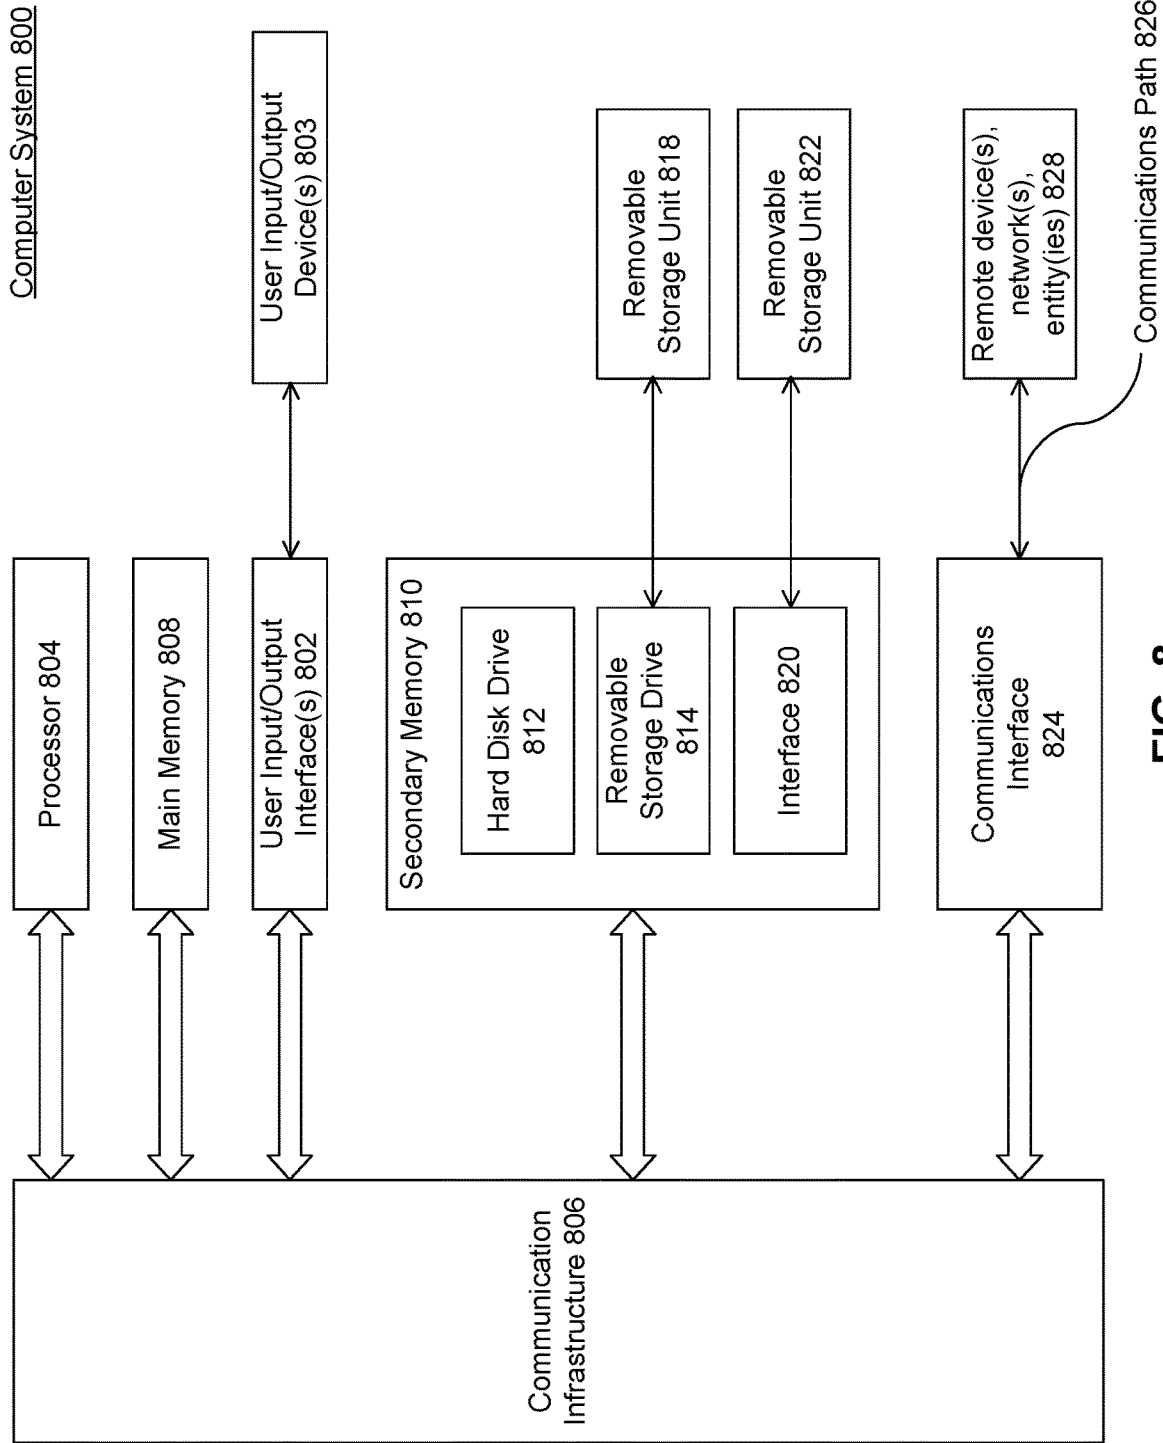 Computer System 800
Processor 804
Main Memory 808
User Input/Output
Interface(s) 802
User Input/Output
Device(s) 803
Communication
Infrastructure 806
Secondary Memory 810
Hard Disk Drive
812
Removable
Storage Drive
814
Interface 820
Removable
Storage Unit 818
Removable
Storage Unit 822
Communications
Interface
824
Remote device(s),
network(s),
entity(ies) 828
Communications Path 826
FIG. 8